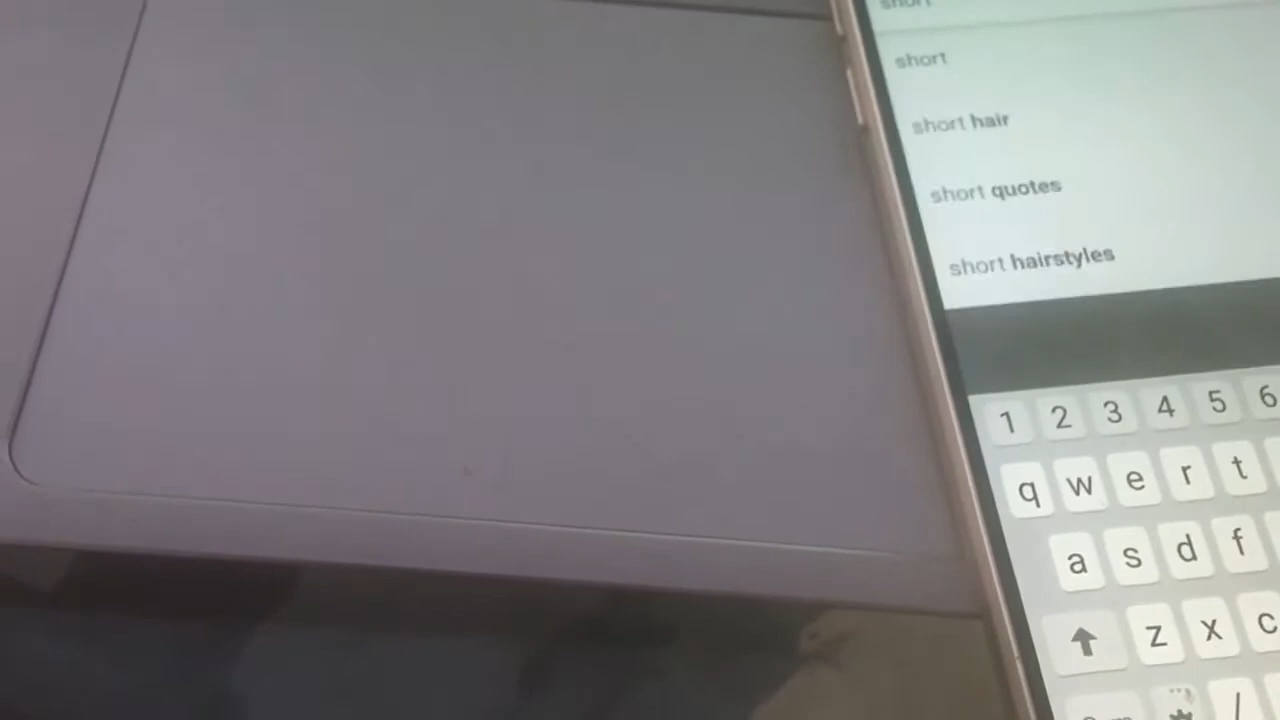 short
short
short hair
short quotes
short hairstyles
1 2 3 4 5 6
q w e r t
a s d f
z x c
/